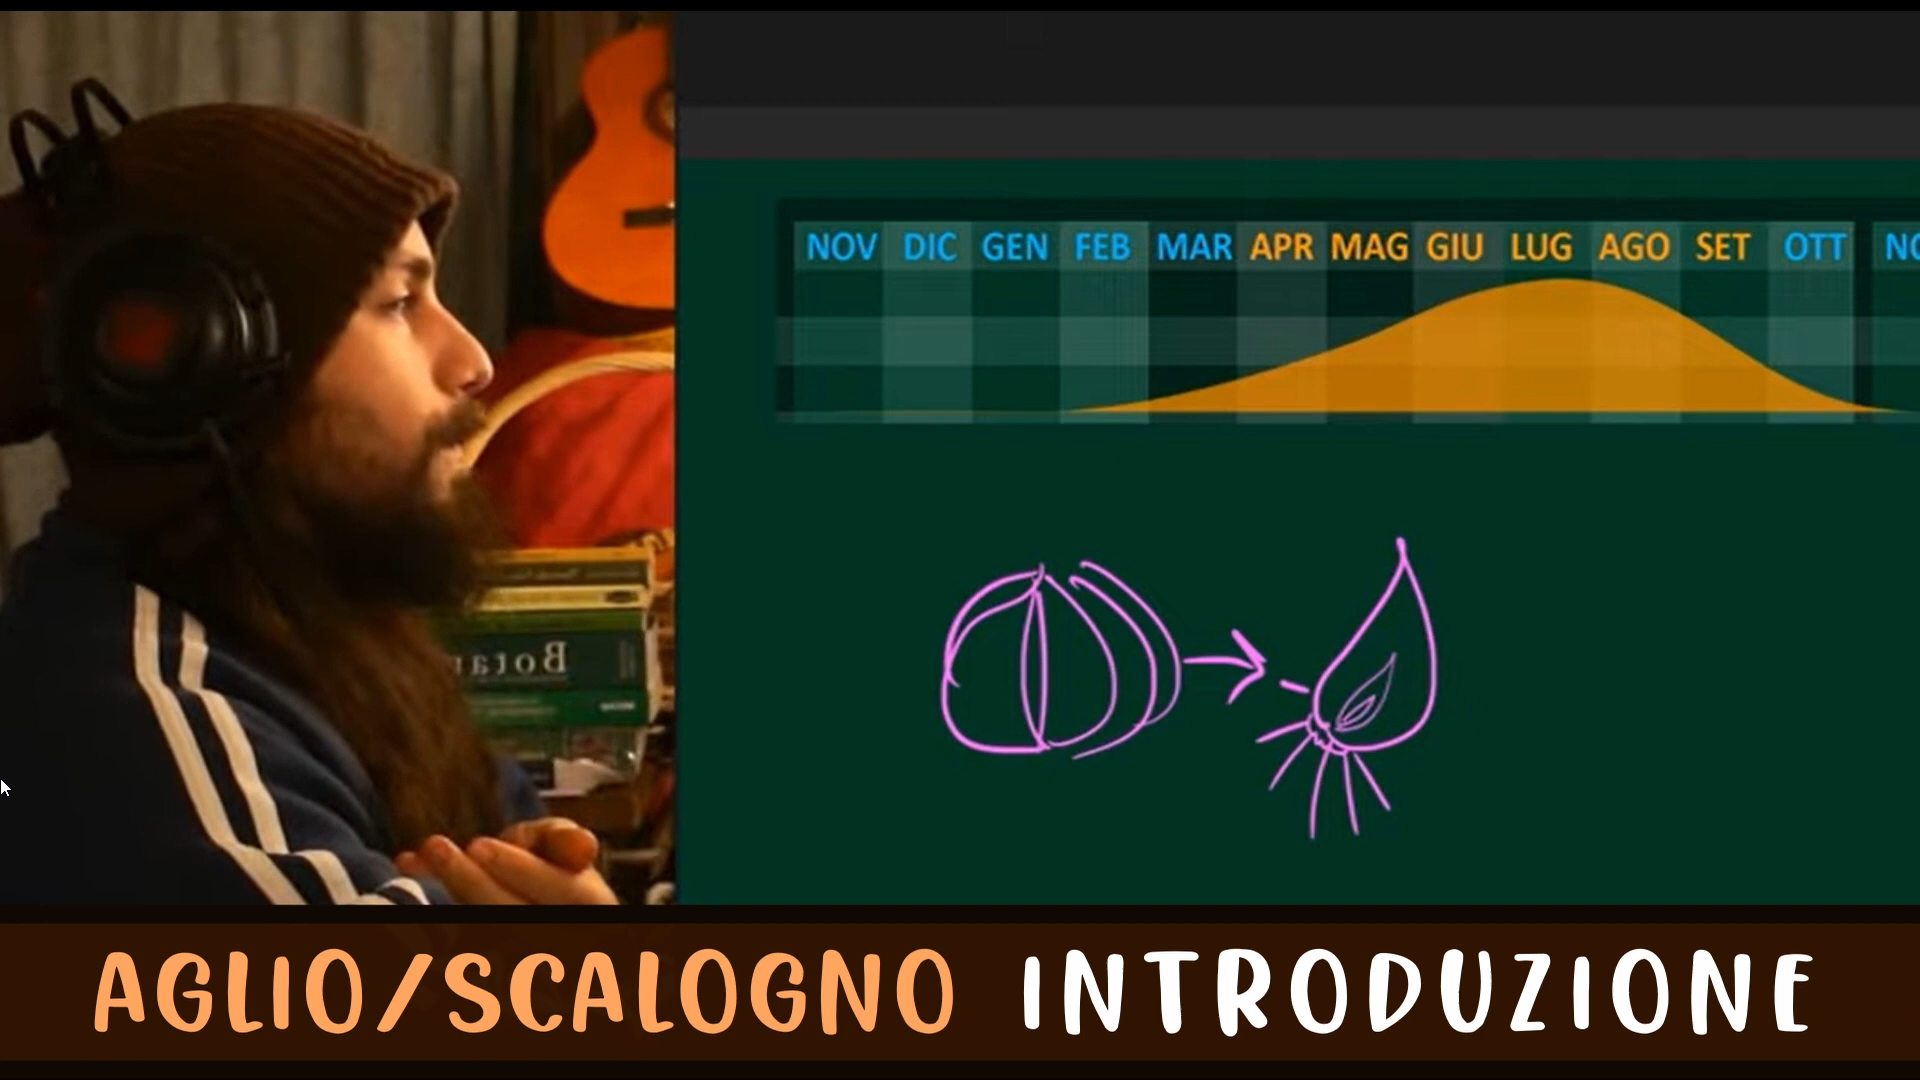 NOV DIC GEN FEB MAR APR MAG GIU LUG AGO SET OTT
AGLIO/SCALOGNO INTRODUZIONE